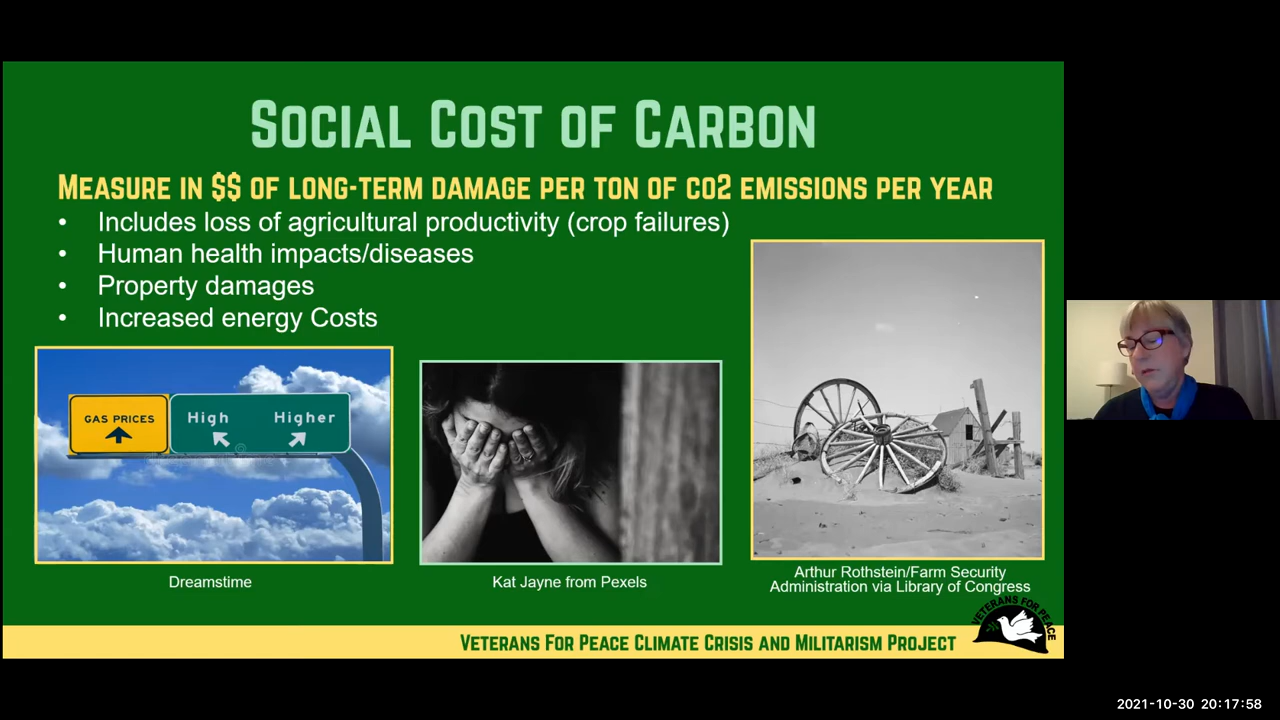 Social Cost of Carbon
Measure in $$ of long-term damage per ton of co2 emissions per year
• Includes loss of agricultural productivity (crop failures)
• Human health impacts/diseases
• Property damages
• Increased energy Costs
GAS PRICES
High Higher
Dreamstime
Kat Jayne from Pexels
Arthur Rothstein/Farm Security
Administration via Library of Congress
VETERANS FOR PEACE
Veterans For Peace Climate Crisis and Militarism Project
2021-10-30 20:17:58